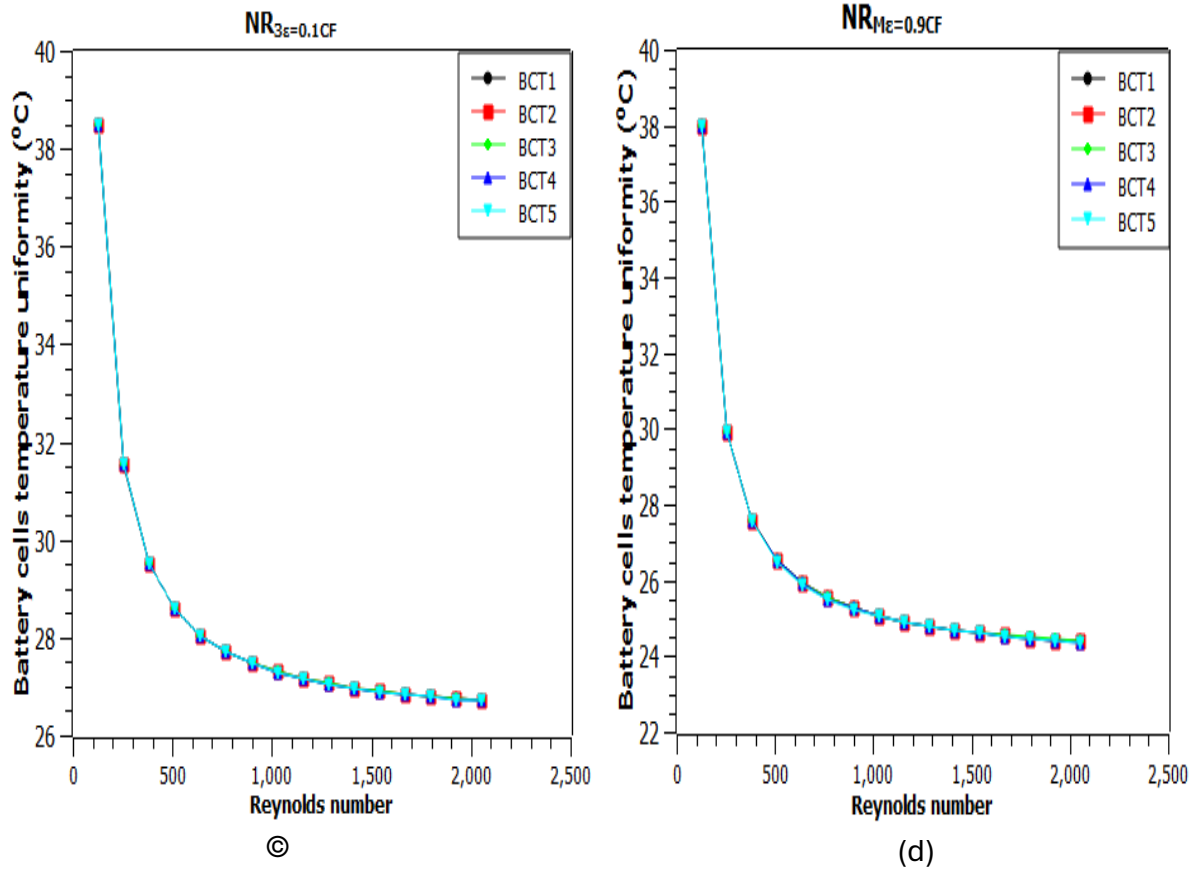 NR3ε=0.1CF
Battery cells temperature uniformity (°C)
40
38
36
34
32
30
28
26
0
500
1,000
1,500
2,000
2,500
Reynolds number
BCT1
BCT2
BCT3
BCT4
BCT5
©
NRMε=0.9CF
Battery cells temperature uniformity (°C)
40
38
36
34
32
30
28
26
24
22
0
500
1,000
1,500
2,000
2,500
Reynolds number
BCT1
BCT2
BCT3
BCT4
BCT5
(d)